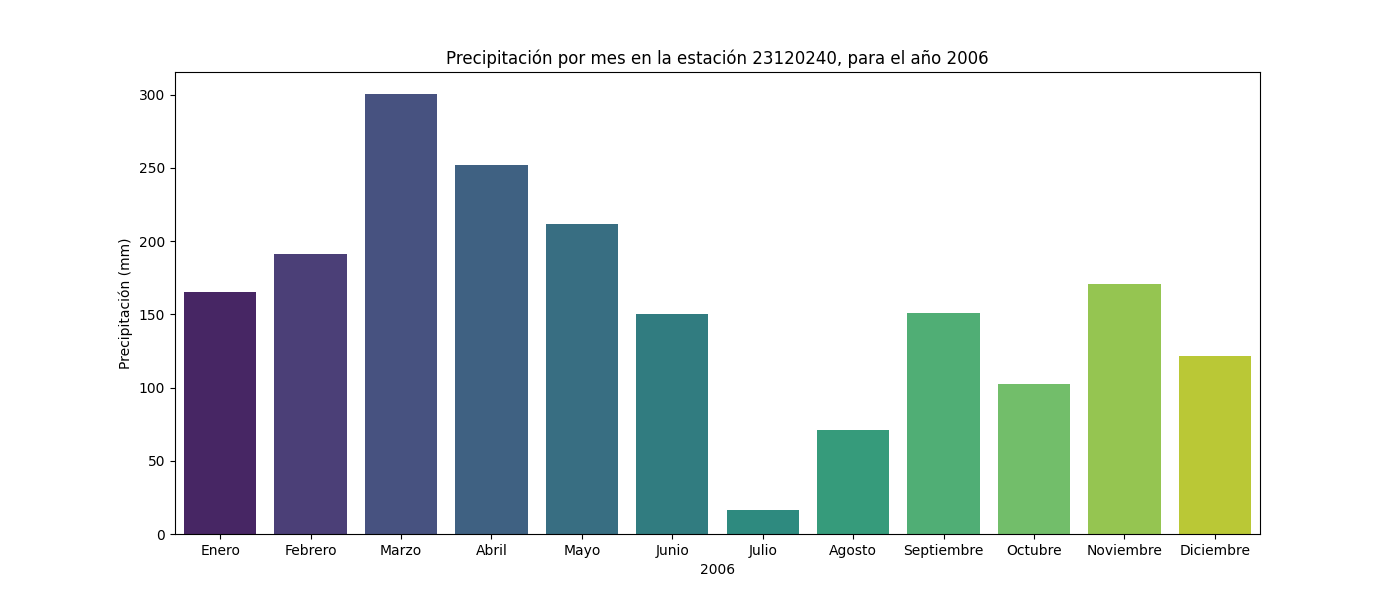 Precipitación por mes en la estación 23120240, para el año 2006
Precipitación (mm)
300
250
200
150
100
50
0
Enero Febrero Marzo Abril Mayo Junio Julio Agosto Septiembre Octubre Noviembre Diciembre
2006